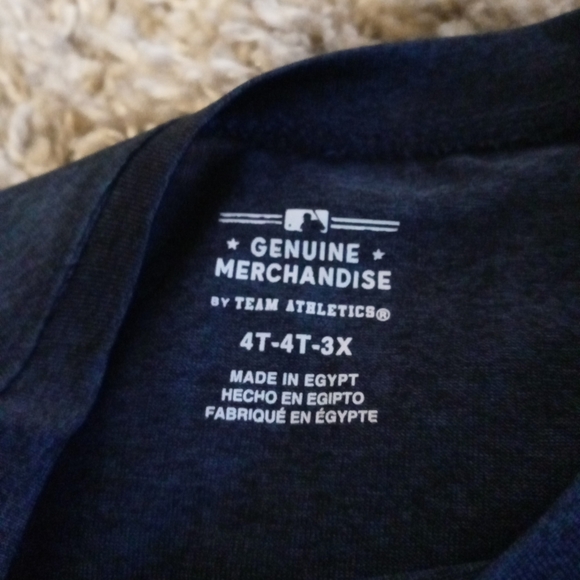 ★ GENUINE ★
MERCHANDISE
BY TEAM ATHLETICS®
4T-4T-3X
MADE IN EGYPT
HECHO EN EGIPTO
FABRIQUÉ EN ÉGYPTE